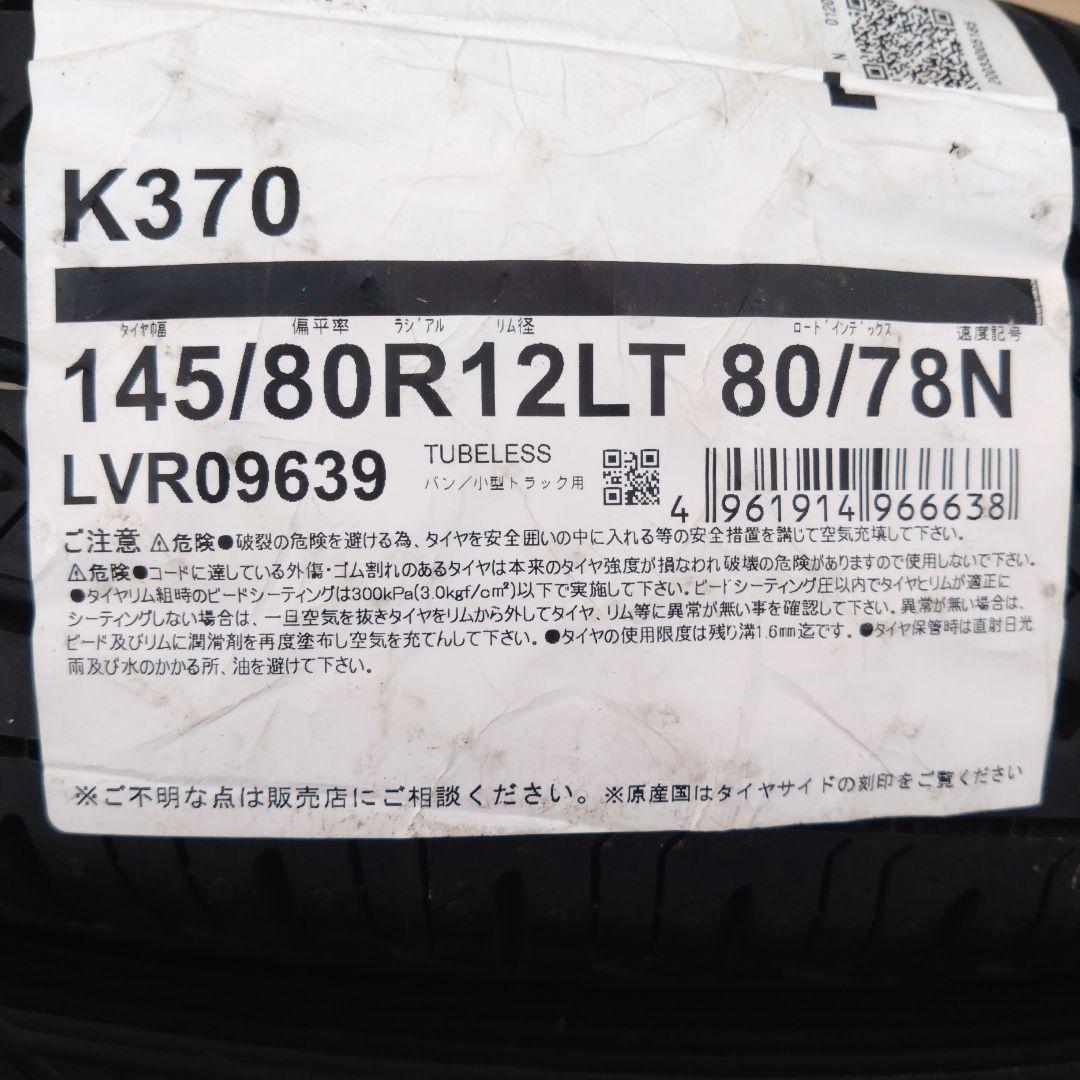 N 0120
K370
タイヤ巾幅 偏平率 ラジアル リム径 ロードインデックス 速度記号
145/80R12LT 80/78N
LVR09639
TUBELESS
バン/小型トラック用
4 961914 966638
ご注意 ⚠危険●破裂の危険を避ける為、タイヤを安全囲いの中に入れる等の安全措置を講じて空気充填して下さい。
⚠危険●コードに達している外傷・ゴム割れのあるタイヤは本来のタイヤ強度が損なわれ破壊の危険がありますので使用しないで下さい。
●タイヤリム組時のビードシーティングは300kPa(3.0kgf/c㎡)以下で実施して下さい。ビードシーティング圧以内でタイヤとリムが適正に
シーティングしない場合は、一旦空気を抜きタイヤをリムから外してタイヤ、リム等に異常が無い事を確認して下さい。異常が無い場合は、
ビード及びリムに潤滑剤を再度塗布し空気を充てんして下さい。●タイヤの使用限度は残り溝1.6㎜迄です。●タイヤ保管時は直射日光
雨及び水のかかる所、油を避けて下さい。
※ご不明な点は販売店にご相談ください。※原産国はタイヤサイドの刻印をご覧ください